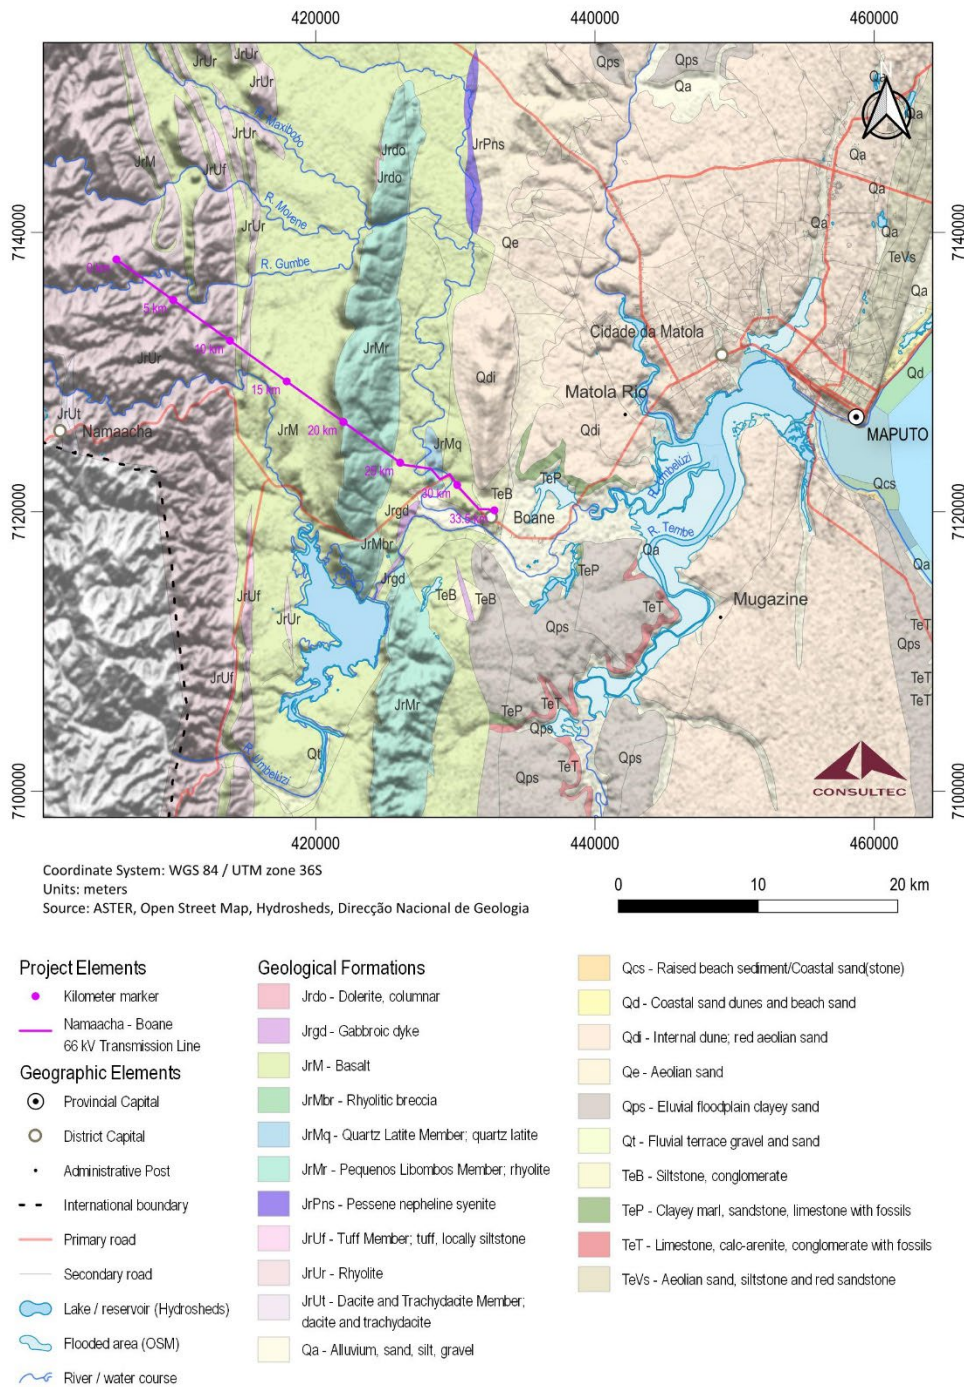 420000
440000
460000
JrUr
JrUr
Qps
Qps
Qa
Qa
JrUr
N
R. Maxibobo
Qa
JrUr
Jrdo
JrPns
JrM
JrUf
Jrdo
Qa
Qa
R. Movene
JrUr
Qa
7140000
7140000
Qe
Qa
TeVs
R. Gumbe
0 km
Qa
5 km
Cidade da Matola
10 km
JrUr
JrMr
Qd
Qdi
15 km
Matola Rio
JrUt
Namaacha
JrM
20 km
JrMq
Qdi
MAPUTO
25 km
TeP
R. Umbelúzi
Qcs
30 km
TeB
7120000
7120000
Jrgd
33.5 km
Boane
R. Tembe
JrMbr
Qa
Jrgd
TeP
Qa
JrUf
JrUr
TeB
TeB
TeT
Mugazine
Qps
TeT
Qps
JrUf
JrMr
TeT
TeT
TeT
TeP
Qps
Qt
R. Umbelúzi
TeT
Qps
Qps
7100000
7100000
CONSULTEC
420000
440000
460000
Coordinate System: WGS 84 / UTM zone 36S
Units: meters
Source: ASTER, Open Street Map, Hydrosheds, Direcção Nacional de Geologia
0
10
20 km
Project Elements
Kilometer marker
Namaacha - Boane
66 kV Transmission Line
Geographic Elements
Provincial Capital
District Capital
Administrative Post
International boundary
Primary road
Secondary road
Lake / reservoir (Hydrosheds)
Flooded area (OSM)
River / water course
Geological Formations
Jrdo - Dolerite, columnar
Jrgd - Gabbroic dyke
JrM - Basalt
JrMbr - Rhyolitic breccia
JrMq - Quartz Latite Member; quartz latite
JrMr - Pequenos Libombos Member; rhyolite
JrPns - Pessene nepheline syenite
JrUf - Tuff Member; tuff, locally siltstone
JrUr - Rhyolite
JrUt - Dacite and Trachydacite Member;
dacite and trachydacite
Qa - Alluvium, sand, silt, gravel
Qcs - Raised beach sediment/Coastal sand(stone)
Qd - Coastal sand dunes and beach sand
Qdi - Internal dune; red aeolian sand
Qe - Aeolian sand
Qps - Eluvial floodplain clayey sand
Qt - Fluvial terrace gravel and sand
TeB - Siltstone, conglomerate
TeP - Clayey marl, sandstone, limestone with fossils
TeT - Limestone, calc-arenite, conglomerate with fossils
TeVs - Aeolian sand, siltstone and red sandstone